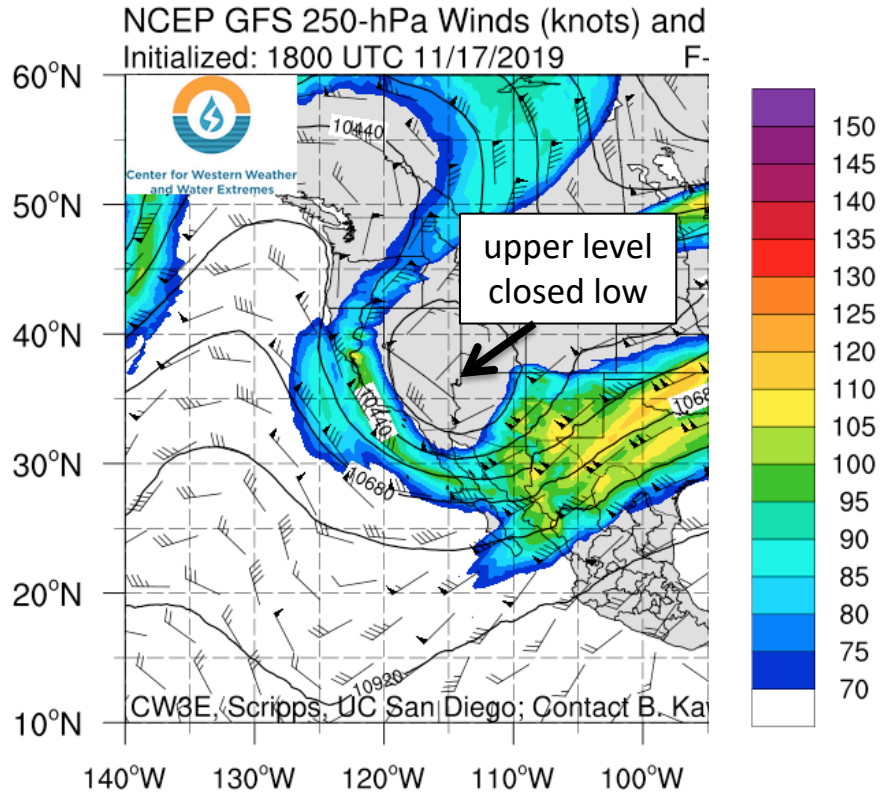 NCEP GFS 250-hPa Winds (knots) and
Initialized: 1800 UTC 11/17/2019 F-
60°N
50°N
40°N
30°N
20°N
10°N
Center for Western Weather
and Water Extremes
10440
upper level
closed low
10440
10680
1068
10920
CW3E, Scripps, UC San Diego; Contact B. Kaw
140°W 130°W 120°W 110°W 100°W
150
145
140
135
130
125
120
110
105
100
95
90
85
80
75
70